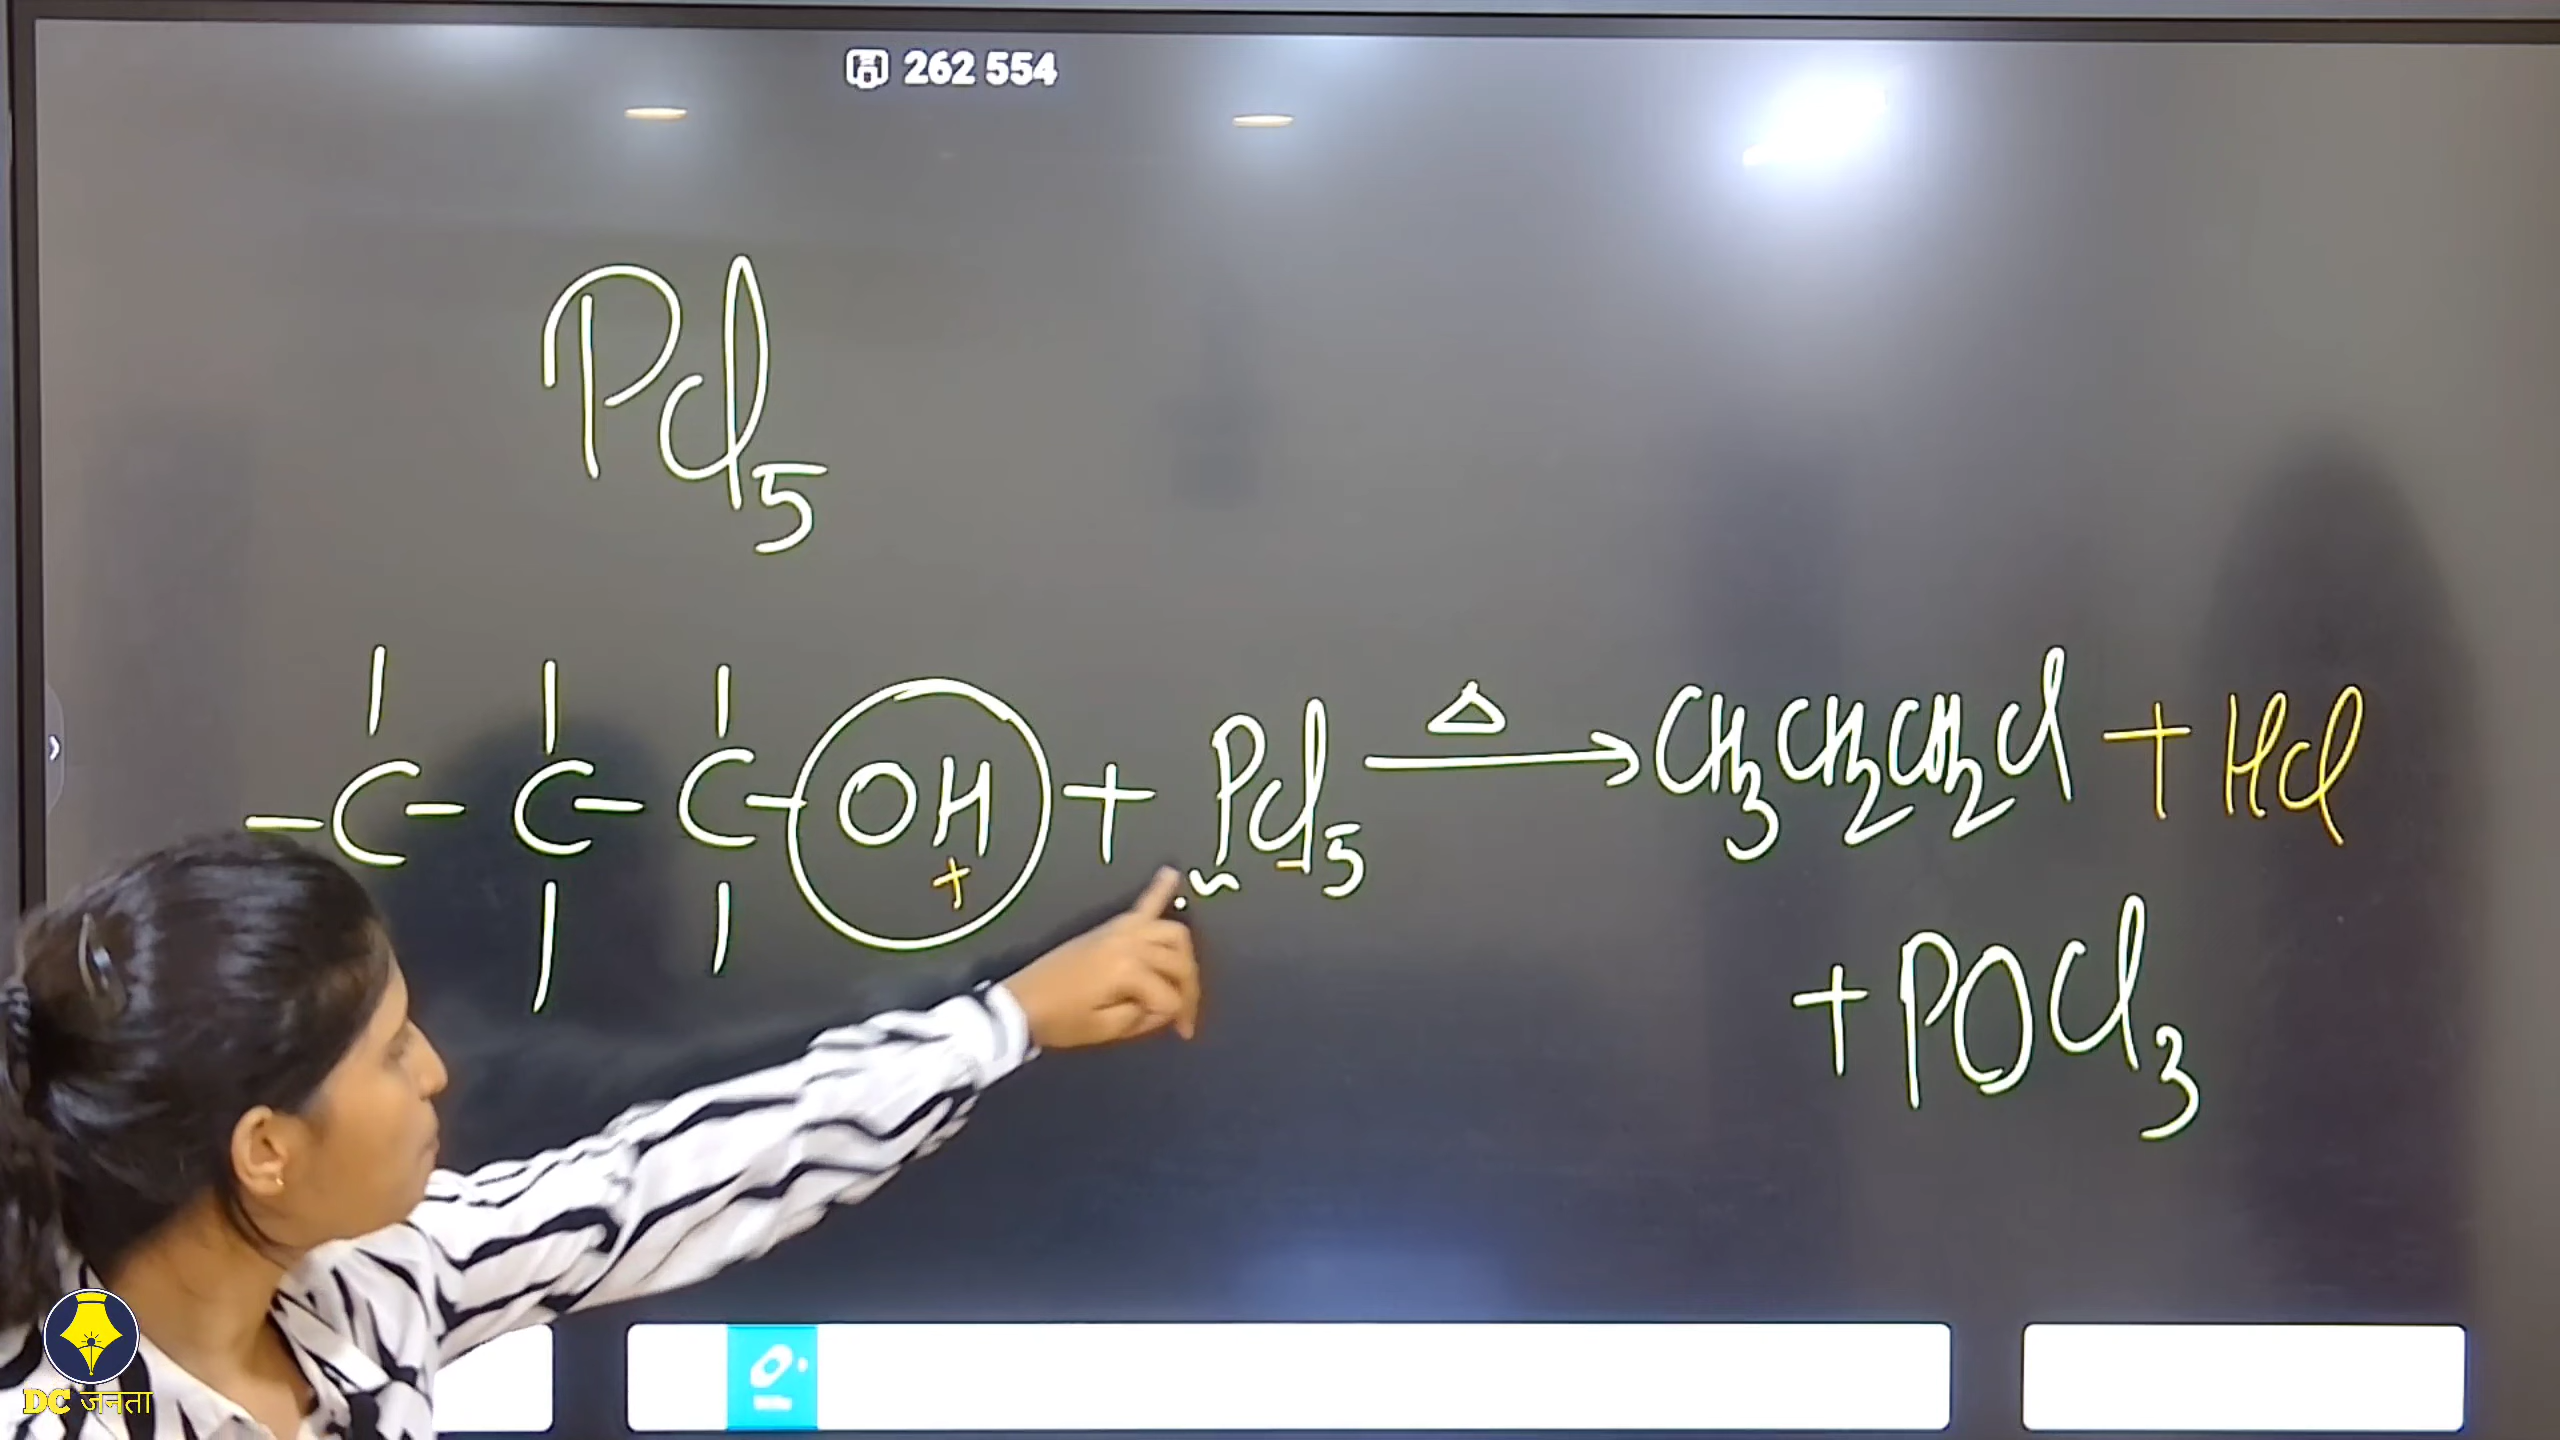 262 554
PCl₅
-C-C-C-OH + PCl₅ →Δ CH₃CH₂CH₂Cl + HCl
+
+ POCl₃
DC जनता